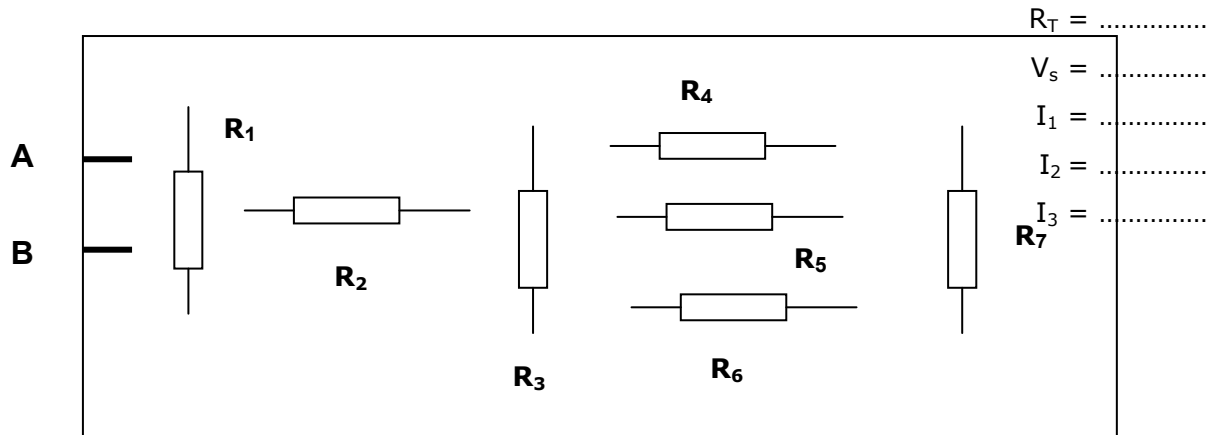 R₁
R₂
R₃
R₄
R₅
R₆
R₇
A
B
R_T = ...............
V_s = ...............
I₁ = ...............
I₂ = ...............
I₃ = ...............